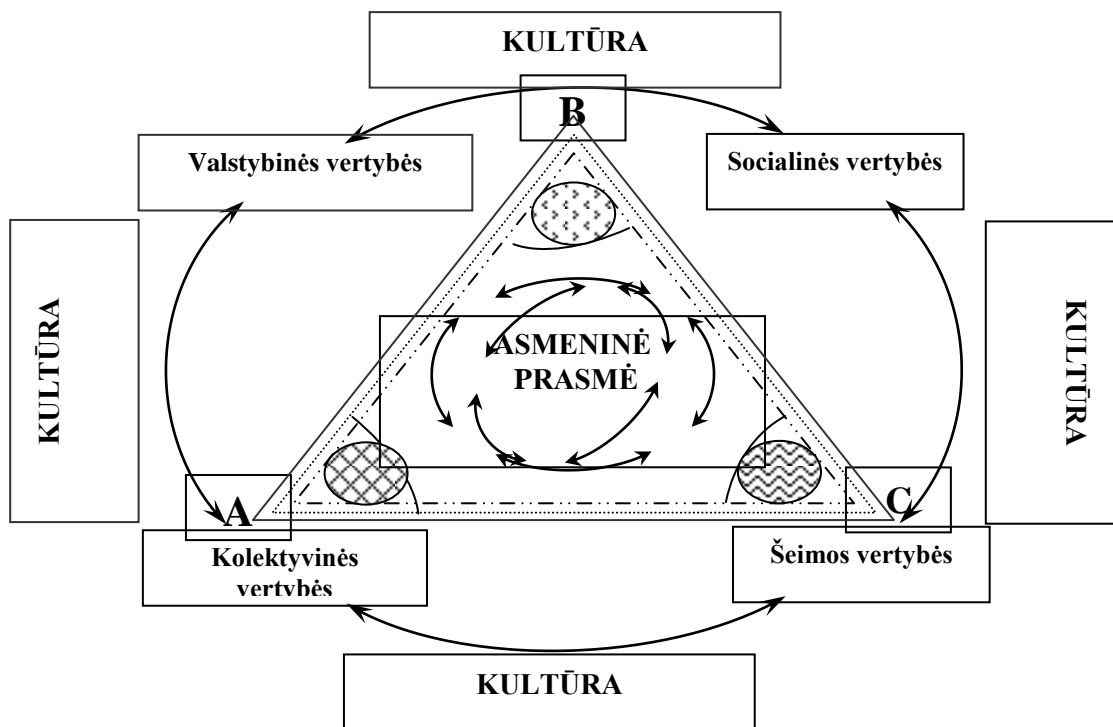 KULTŪRA
B
Valstybinės vertybės
Socialinės vertybės
KULTŪRA
ASMENINĖ
PRASMĖ
KULTŪRA
A
C
Kolektyvinės
vertybės
Šeimos vertybės
KULTŪRA